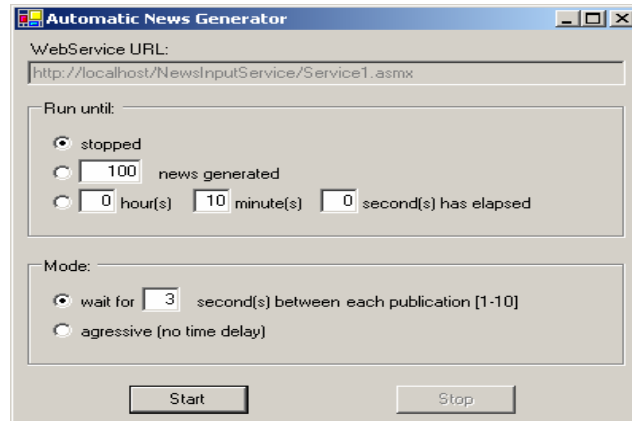 Automatic News Generator
WebService URL:
http://localhost/NewsInputService/Service1.asmx
Run until:
stopped
100 news generated
0 hour(s) 10 minute(s) 0 second(s) has elapsed
Mode:
wait for 3 second(s) between each publication [1-10]
agressive (no time delay)
Start Stop